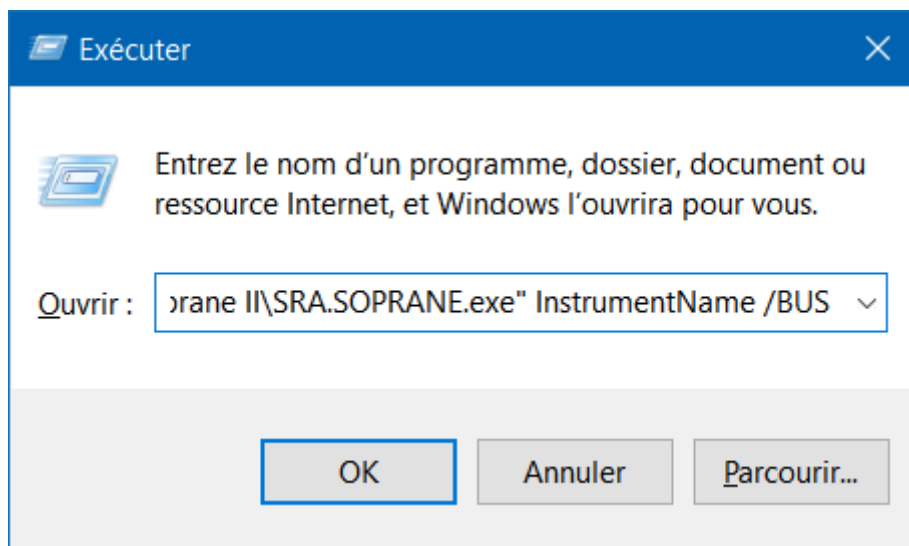 Exécuter
Entrez le nom d'un programme, dossier, document ou
ressource Internet, et Windows l'ouvrira pour vous.
Ouvrir : rane II\SRA.SOPRANE.exe" InstrumentName /BUS
OK Annuler Parcourir...